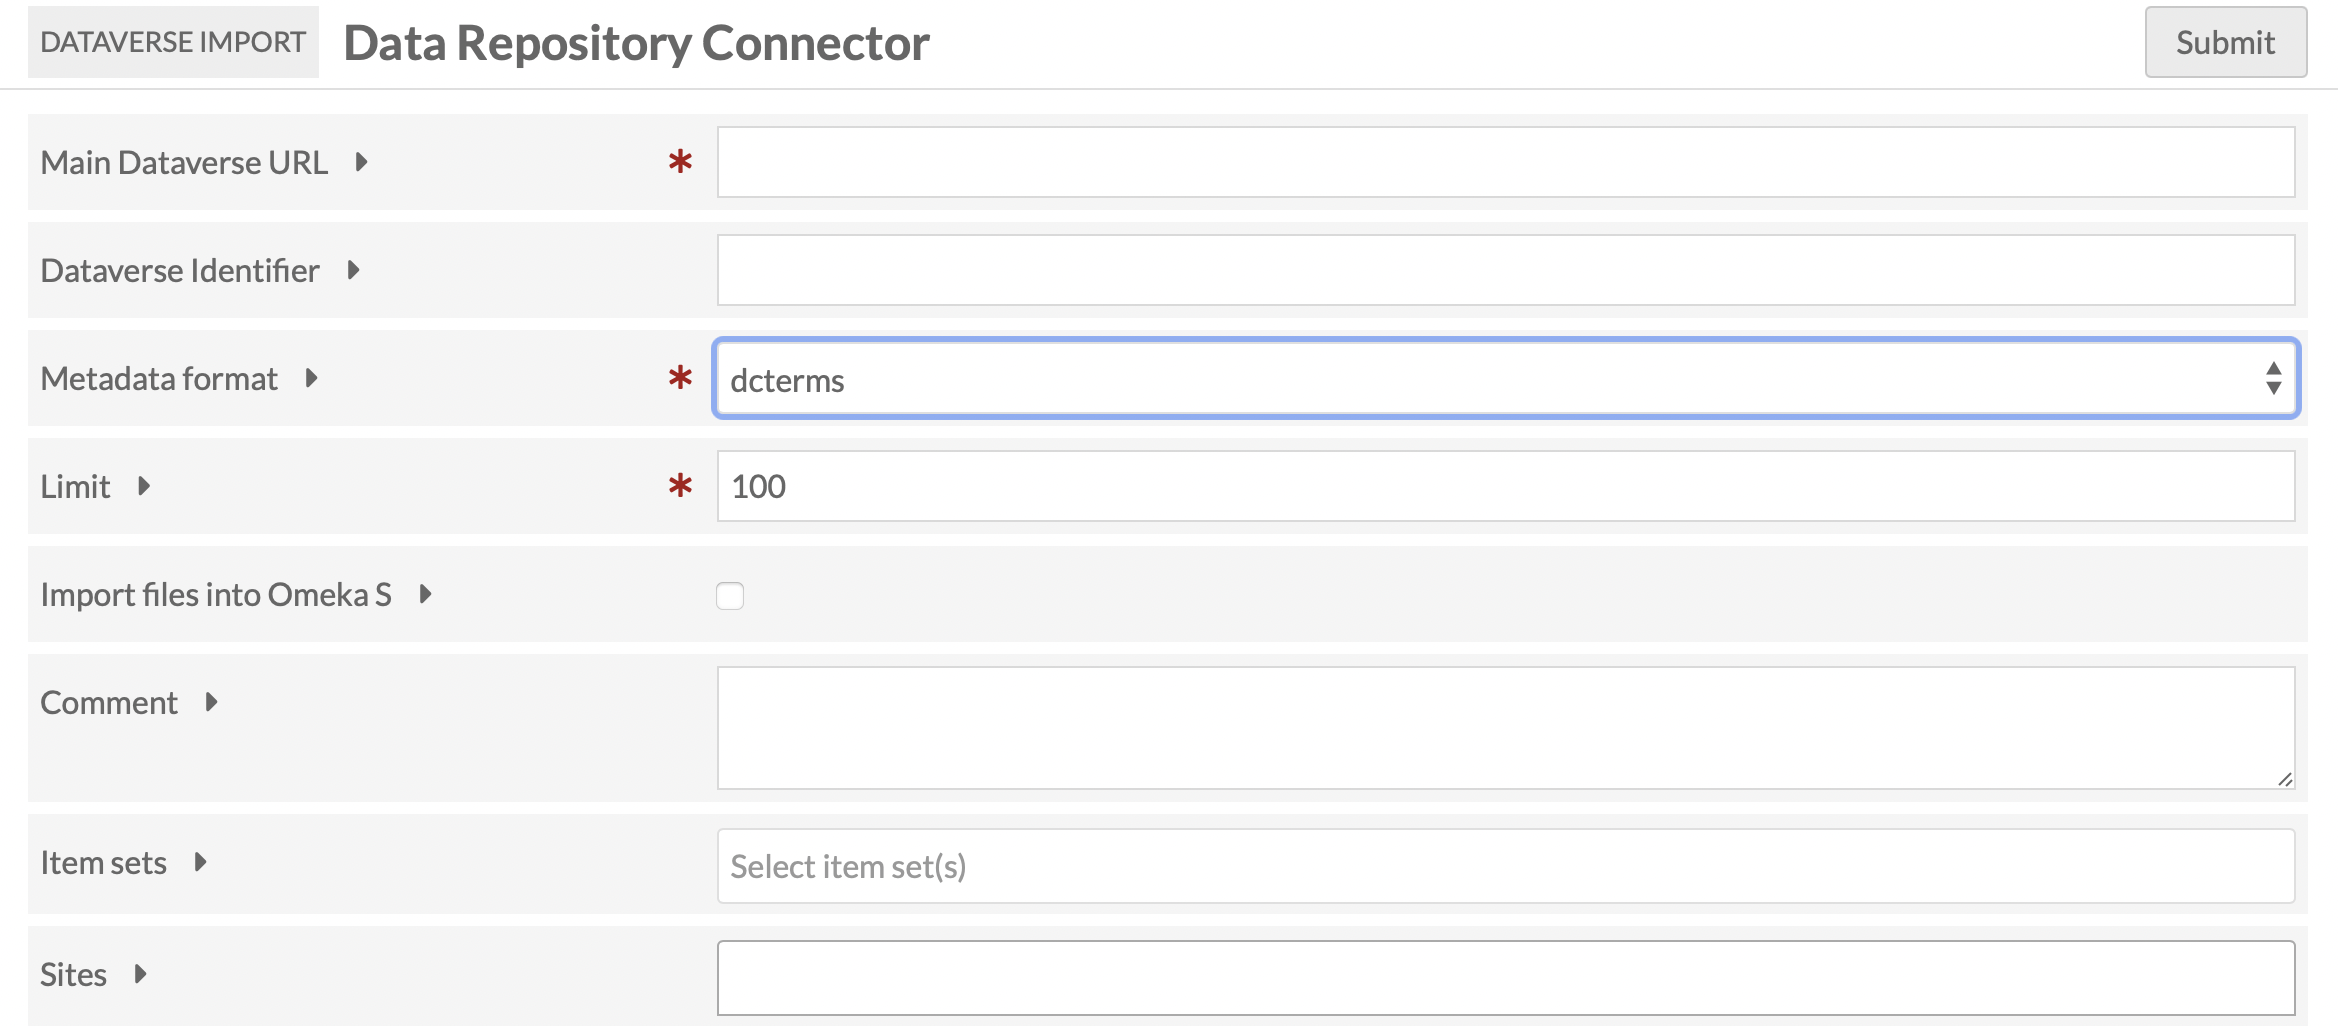 DATAVERSE IMPORT Data Repository Connector Submit
Main Dataverse URL *
Dataverse Identifier
Metadata format * dcterms
Limit * 100
Import files into Omeka S
Comment
Item sets Select item set(s)
Sites